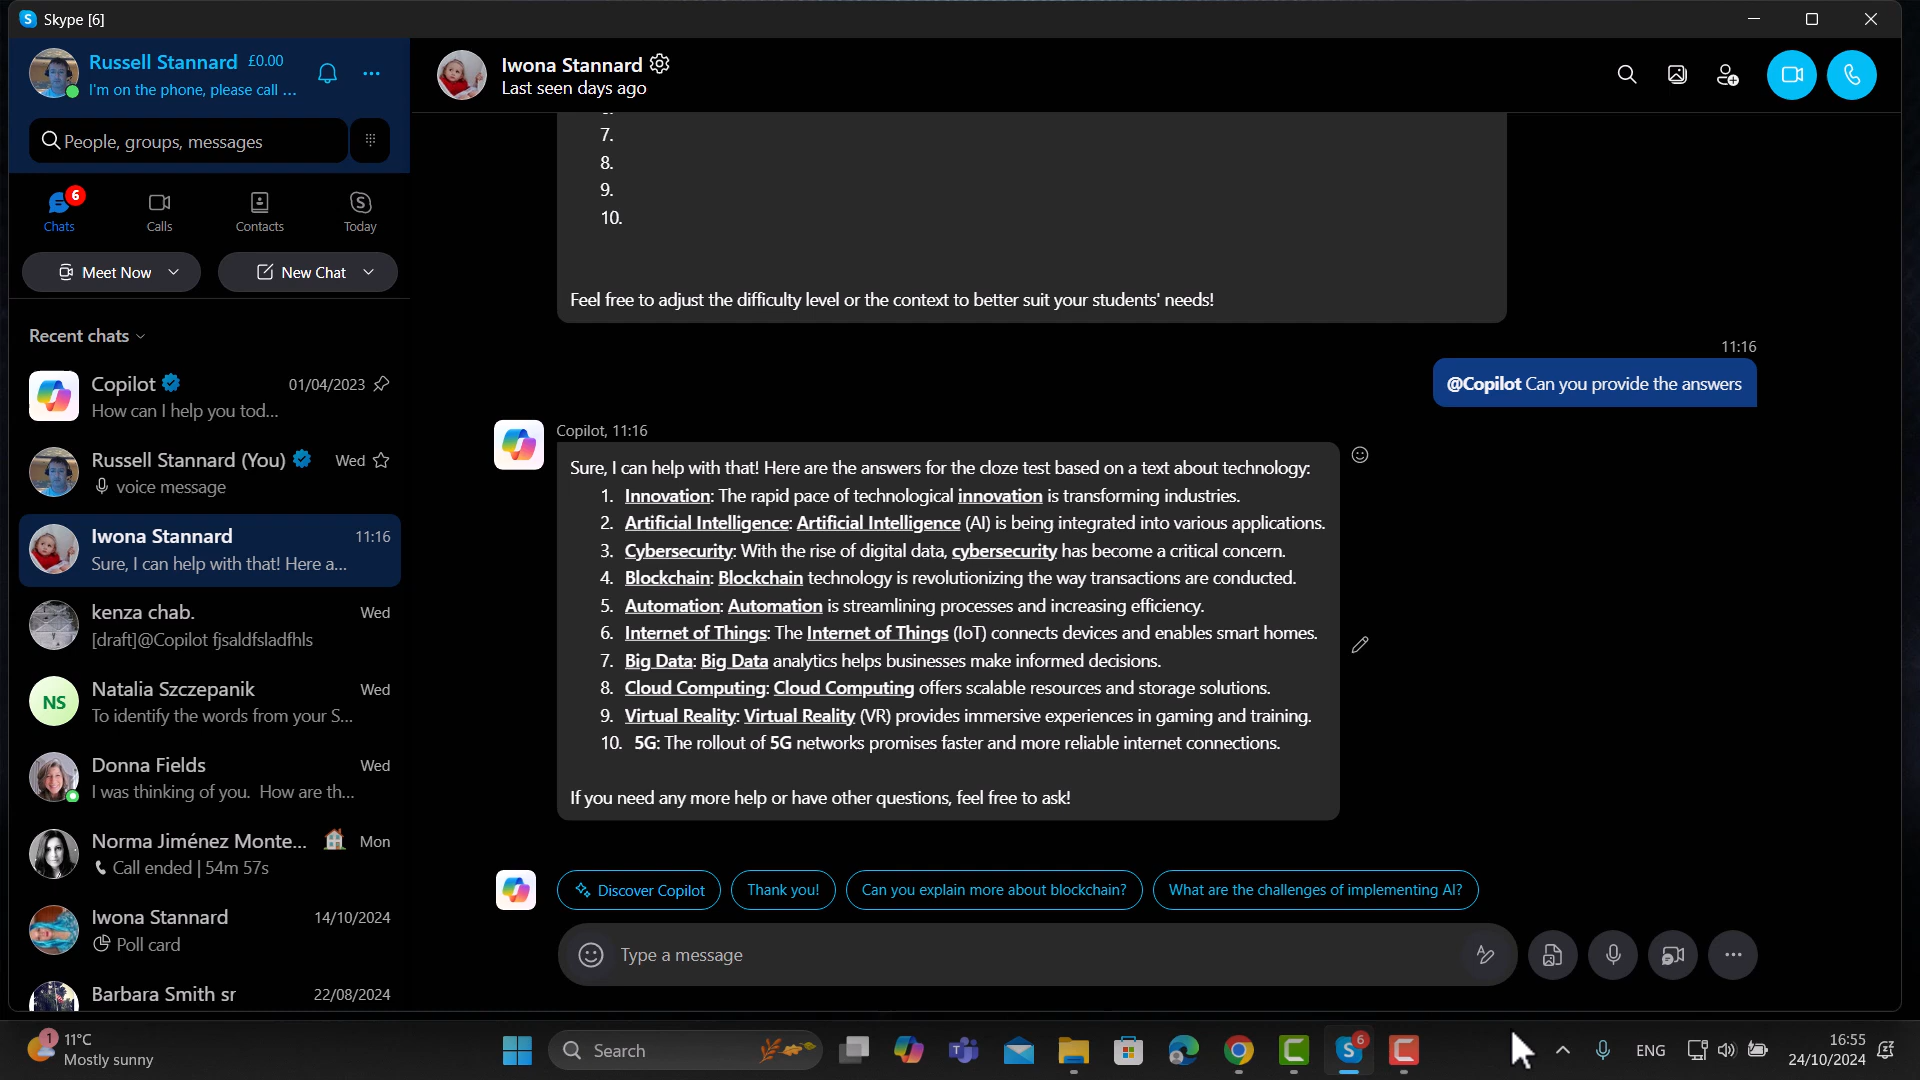 Skype [6]
Russell Stannard £0.00
I'm on the phone, please call ...
People, groups, messages
6
Chats
Calls
Contacts
Today
Meet Now
New Chat
Recent chats
Copilot 01/04/2023
How can I help you tod...
Russell Stannard (You) Wed
voice message
Iwona Stannard 11:16
Sure, I can help with that! Here a...
kenza chab. Wed
[draft]@Copilot fjsaldfsladfhls
NS
Natalia Szczepanik Wed
To identify the words from your S...
Donna Fields Wed
I was thinking of you. How are th...
Norma Jiménez Monte... Mon
Call ended | 54m 57s
Iwona Stannard 14/10/2024
Poll card
Barbara Smith sr 22/08/2024
Iwona Stannard
Last seen days ago
7.
8.
9.
10.
Feel free to adjust the difficulty level or the context to better suit your students' needs!
11:16
@Copilot Can you provide the answers
Copilot, 11:16
Sure, I can help with that! Here are the answers for the cloze test based on a text about technology:
1. Innovation: The rapid pace of technological innovation is transforming industries.
2. Artificial Intelligence: Artificial Intelligence (AI) is being integrated into various applications.
3. Cybersecurity: With the rise of digital data, cybersecurity has become a critical concern.
4. Blockchain: Blockchain technology is revolutionizing the way transactions are conducted.
5. Automation: Automation is streamlining processes and increasing efficiency.
6. Internet of Things: The Internet of Things (IoT) connects devices and enables smart homes.
7. Big Data: Big Data analytics helps businesses make informed decisions.
8. Cloud Computing: Cloud Computing offers scalable resources and storage solutions.
9. Virtual Reality: Virtual Reality (VR) provides immersive experiences in gaming and training.
10. 5G: The rollout of 5G networks promises faster and more reliable internet connections.
If you need any more help or have other questions, feel free to ask!
Discover Copilot
Thank you!
Can you explain more about blockchain?
What are the challenges of implementing AI?
Type a message
1
11°C
Mostly sunny
Search
6
ENG
16:55
24/10/2024